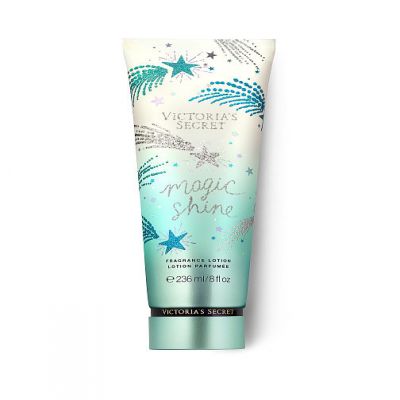 VICTORIA'S
SECRET
magic
shine
FRAGRANCE LOTION
LOTION PARFUMÉE
℮ 236 ml/8 fl oz
VICTORIA'S SECRET